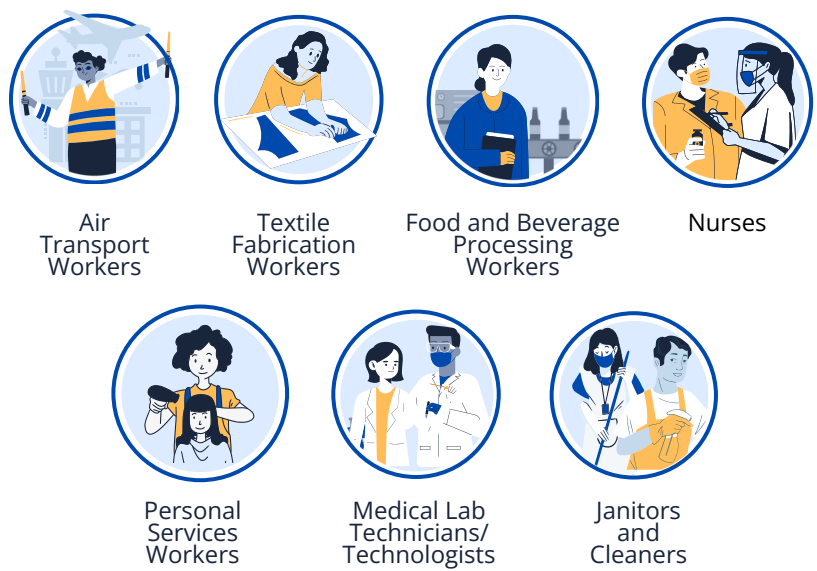 Air
Transport
Workers
Textile
Fabrication
Workers
Food and Beverage
Processing
Workers
Nurses
Personal
Services
Workers
Medical Lab
Technicians/
Technologists
Janitors
and
Cleaners